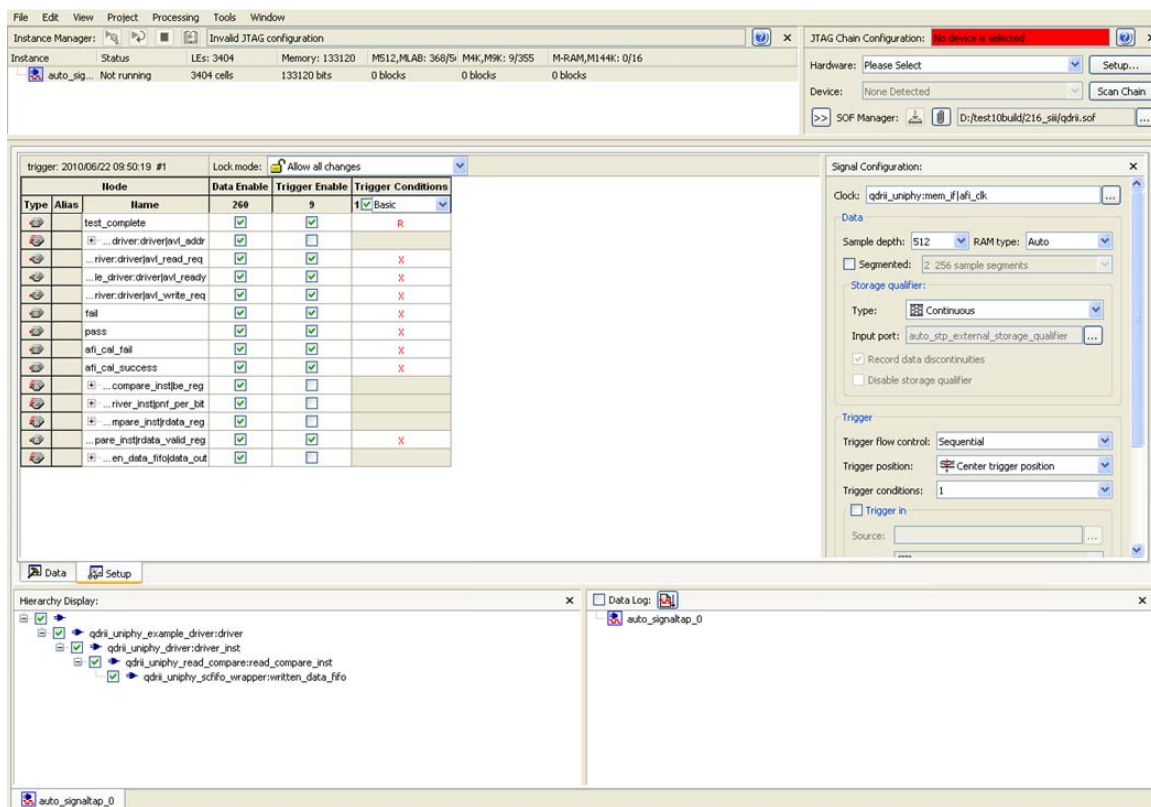 File Edit View Project Processing Tools Window
Instance Manager: Invalid JTAG configuration
Instance Status LEs: 3404 Memory: 133120 M512,MLAB: 368/5 M4K,M9K: 9/355 M-RAM,M144K: 0/16
auto_sig... Not running 3404 cells 133120 bits 0 blocks 0 blocks 0 blocks
JTAG Chain Configuration: No device is selected
Hardware: Please Select Setup...
Device: None Detected Scan Chain
>> SOF Manager: D:/test10build/216_siii/qdrii.sof ...
trigger: 2010/06/22 09:50:19 #1 Lock mode: Allow all changes
Node Data Enable Trigger Enable Trigger Conditions
Type Alias Name 260 9 1 Basic
test_complete R
...driver:driver|avl_addr
...river:driver|avl_read_req X
...le_driver:driver|avl_ready X
...river:driver|avl_write_req X
fail X
pass X
afi_cal_fail X
afi_cal_success X
...compare_inst|be_reg
...river_inst|pnf_per_bit
...mpare_inst|rdata_reg
...pare_inst|rdata_valid_reg X
...en_data_fifo|data_out
Signal Configuration:
Clock: qdrii_uniphy:mem_if|afi_clk ...
Data
Sample depth: 512 RAM type: Auto
Segmented: 2 256 sample segments
Storage qualifier:
Type: Continuous
Input port: auto_stp_external_storage_qualifier ...
Record data discontinuities
Disable storage qualifier
Trigger
Trigger flow control: Sequential
Trigger position: Center trigger position
Trigger conditions: 1
Trigger in
Source: ...
Data Setup
Hierarchy Display:
qdrii_uniphy_example_driver:driver
qdrii_uniphy_driver:driver_inst
qdrii_uniphy_read_compare:read_compare_inst
qdrii_uniphy_scfifo_wrapper:written_data_fifo
Data Log:
auto_signaltap_0
auto_signaltap_0